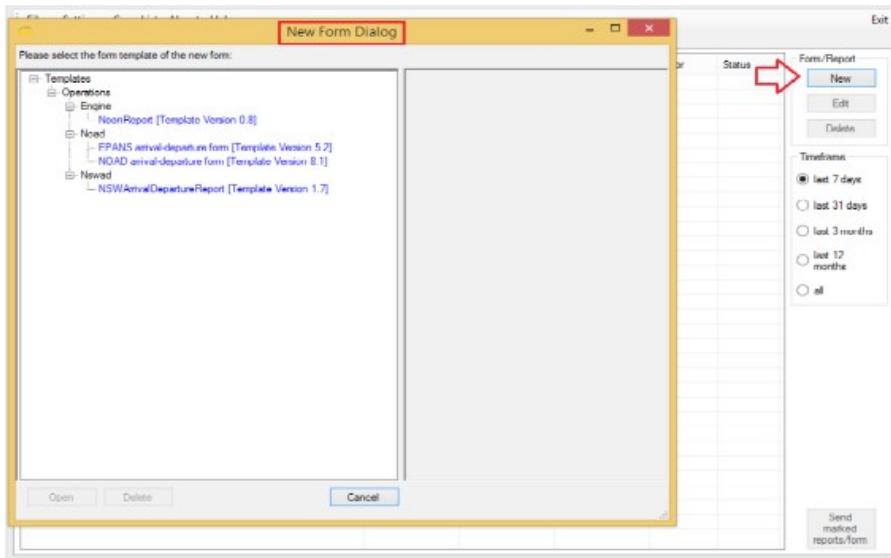 Exit
New Form Dialog
Please select the form template of the new form:
Templates
Operations
Engine
NoonReport [Template Version 0.8]
Noad
EPANS arrival-departure form [Template Version 5.2]
NOAD arrival-departure form [Template Version 8.1]
Nswad
NSWArrivalDepartureReport [Template Version 1.7]
Open
Delete
Cancel
Status
Form/Report
New
Edit
Delete
Timeframe
last 7 days
last 31 days
last 3 months
last 12
months
all
Send
marked
reports/form